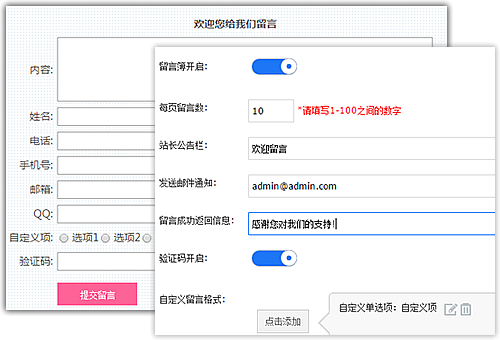 欢迎您给我们留言
内容:
姓名:
电话:
手机号:
邮箱:
QQ:
自定义项: 选项1 选项2
验证码:
提交留言
留言簿开启:
每页留言数: 10 *请填写1-100之间的数字
站长公告栏: 欢迎留言
发送邮件通知: admin@admin.com
留言成功返回信息: 感谢您对我们的支持!
验证码开启:
自定义留言格式:
点击添加
自定义单选项: 自定义项